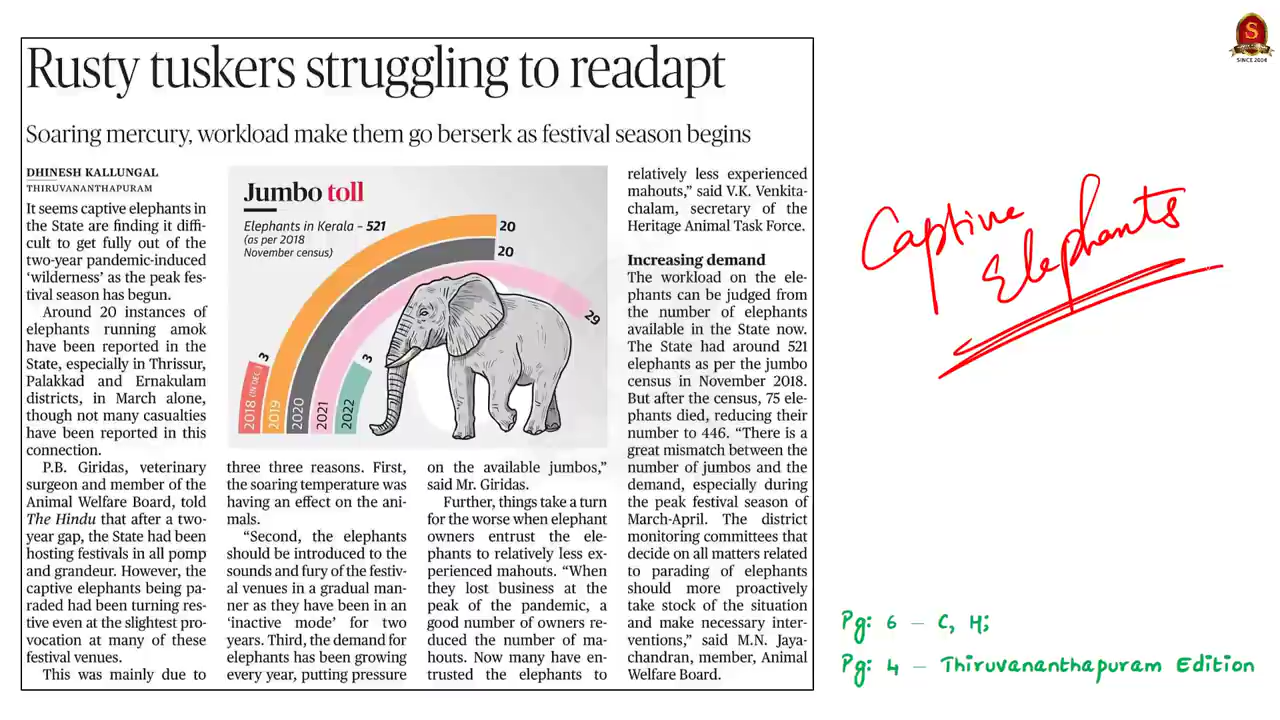 Rusty tuskers struggling to readapt
Soaring mercury, workload make them go berserk as festival season begins
DHINESH KALLUNGAL
THIRUVANANTHAPURAM
It seems captive elephants in
the State are finding it diffi-
cult to get fully out of the
two-year pandemic-induced
‘wilderness’ as the peak fes-
tival season has begun.
Around 20 instances of
elephants running amok
have been reported in the
State, especially in Thrissur,
Palakkad and Ernakulam
districts, in March alone,
though not many casualties
have been reported in this
connection.
P.B. Giridas, veterinary
surgeon and member of the
Animal Welfare Board, told
The Hindu that after a two-
year gap, the State had been
hosting festivals in all pomp
and grandeur. However, the
captive elephants being pa-
raded had been turning res-
tive even at the slightest pro-
vocation at many of these
festival venues.
This was mainly due to
Jumbo toll
Elephants in Kerala – 521
(as per 2018
November census)
20
20
29
3
3
2018 (IN DEC.)
2019
2020
2021
2022
three three reasons. First,
the soaring temperature was
having an effect on the ani-
mals.
“Second, the elephants
should be introduced to the
sounds and fury of the festiv-
al venues in a gradual man-
ner as they have been in an
‘inactive mode’ for two
years. Third, the demand for
elephants has been growing
every year, putting pressure
on the available jumbos,”
said Mr. Giridas.
Further, things take a turn
for the worse when elephant
owners entrust the ele-
phants to relatively less ex-
perienced mahouts. “When
they lost business at the
peak of the pandemic, a
good number of owners re-
duced the number of ma-
houts. Now many have en-
trusted the elephants to
relatively less experienced
mahouts,” said V.K. Venkita-
chalam, secretary of the
Heritage Animal Task Force.
Increasing demand
The workload on the ele-
phants can be judged from
the number of elephants
available in the State now.
The State had around 521
elephants as per the jumbo
census in November 2018.
But after the census, 75 ele-
phants died, reducing their
number to 446. “There is a
great mismatch between the
number of jumbos and the
demand, especially during
the peak festival season of
March-April. The district
monitoring committees that
decide on all matters related
to parading of elephants
should more proactively
take stock of the situation
and make necessary inter-
ventions,” said M.N. Jaya-
chandran, member, Animal
Welfare Board.
Captive
Elephants
Pg: 6 – C, H;
Pg: 4 – Thiruvananthapuram Edition
S
SINCE 2004